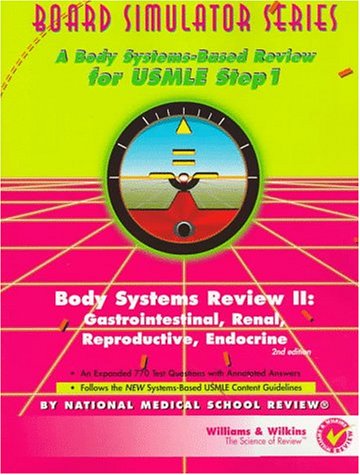 BOARD SIMULATOR SERIES
A Body Systems-Based Review
for USMLE Step 1
Body Systems Review II:
Gastrointestinal, Renal,
Reproductive, Endocrine
2nd edition
• An Expanded 770 Test Questions with Annotated Answers
• Follows the NEW Systems-Based USMLE Content Guidelines
BY NATIONAL MEDICAL SCHOOL REVIEW®
Williams & Wilkins
The Science of Review™
REVIEW